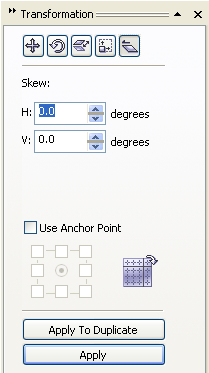 Transformation
Skew:
H: 0.0 degrees
V: 0.0 degrees
Use Anchor Point
Apply To Duplicate
Apply